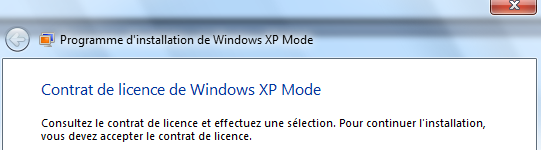 Programme d'installation de Windows XP Mode
Contrat de licence de Windows XP Mode
Consultez le contrat de licence et effectuez une sélection. Pour continuer l'installation,
vous devez accepter le contrat de licence.